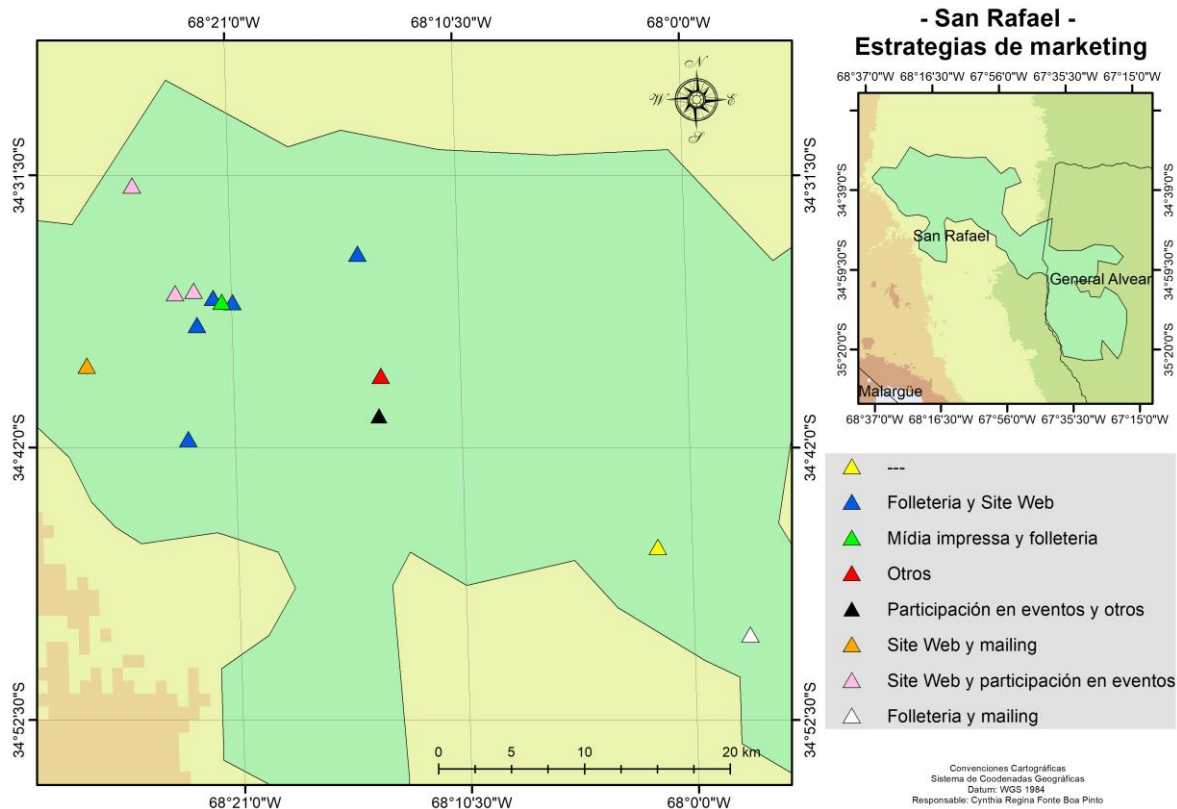 - San Rafael -
Estrategias de marketing
68°21'0"W 68°10'30"W 68°0'0"W
N
W E
S
34°31'30"S 34°31'30"S
34°42'0"S 34°42'0"S
34°52'30"S 34°52'30"S
0 5 10 20 km
68°21'0"W 68°10'30"W 68°0'0"W
68°37'0"W 68°16'30"W 67°56'0"W 67°35'30"W 67°15'0"W
34°39'0"S 34°39'0"S
San Rafael
34°59'30"S 34°59'30"S
General Alvear
35°20'0"S 35°20'0"S
Malargüe
68°37'0"W 68°16'30"W 67°56'0"W 67°35'30"W 67°15'0"W
---
Folleteria y Site Web
Mídia impressa y folleteria
Otros
Participación en eventos y otros
Site Web y mailing
Site Web y participación en eventos
Folleteria y mailing
Convenciones Cartográficas
Sistema de Coodenadas Geográficas
Datum: WGS 1984
Responsable: Cynthia Regina Fonte Boa Pinto